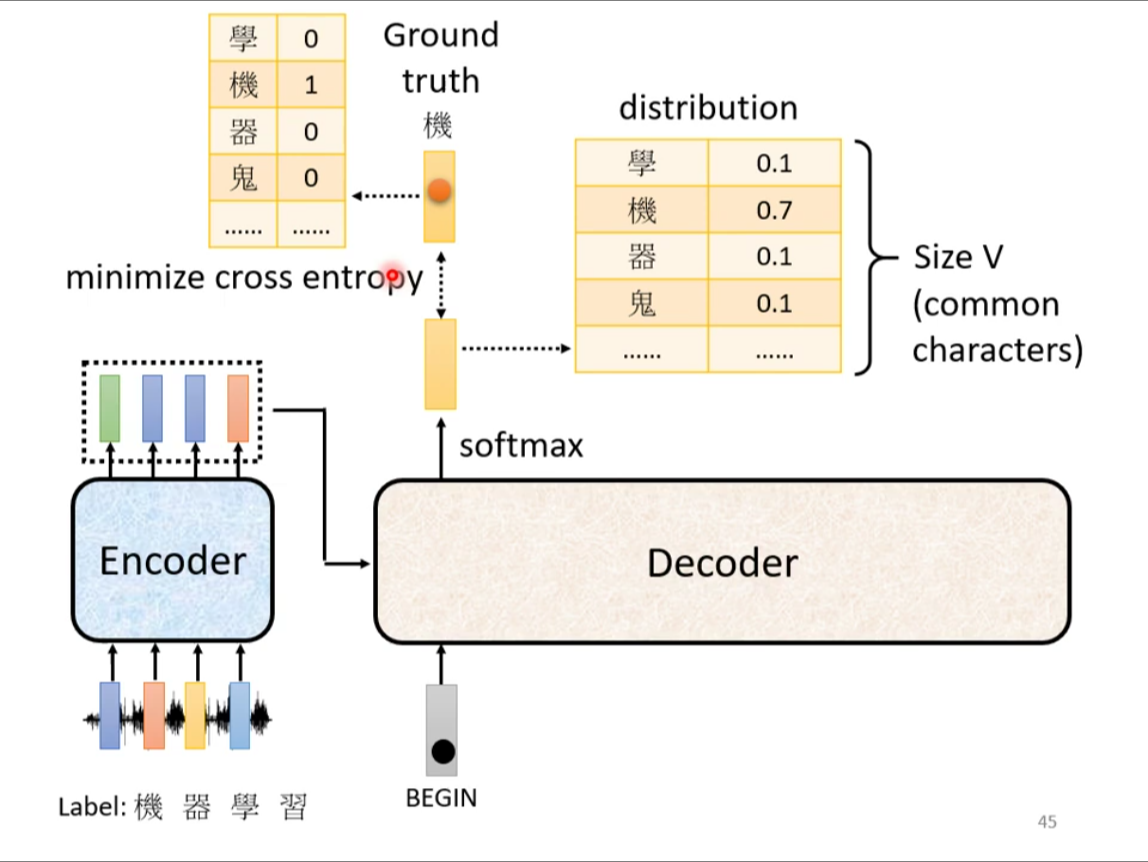 學 0
機 1
器 0
鬼 0
...... ......
Ground
truth
機
minimize cross entropy
distribution
學 0.1
機 0.7
器 0.1
鬼 0.1
...... ......
Size V
(common
characters)
softmax
Encoder
Decoder
Label: 機 器 學 習
BEGIN
45